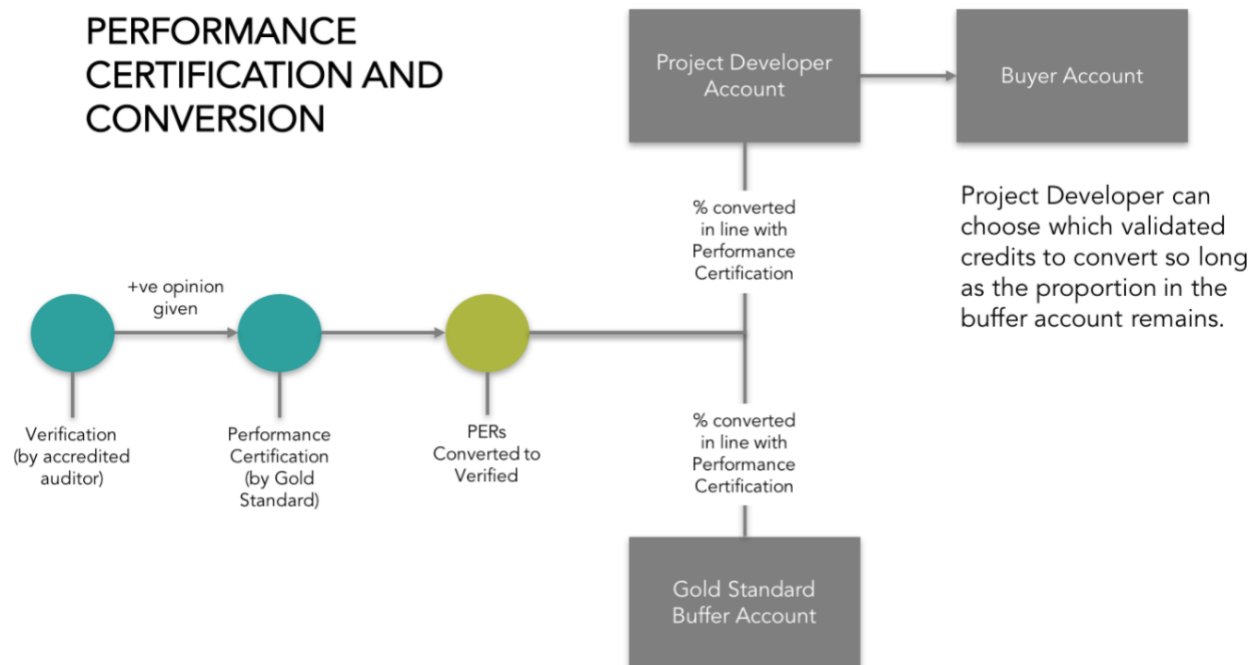 PERFORMANCE
CERTIFICATION AND
CONVERSION
Project Developer
Account
Buyer Account
% converted
in line with
Performance
Certification
Project Developer can
choose which validated
credits to convert so long
as the proportion in the
buffer account remains.
+ve opinion
given
Verification
(by accredited
auditor)
Performance
Certification
(by Gold
Standard)
PERs
Converted to
Verified
% converted
in line with
Performance
Certification
Gold Standard
Buffer Account